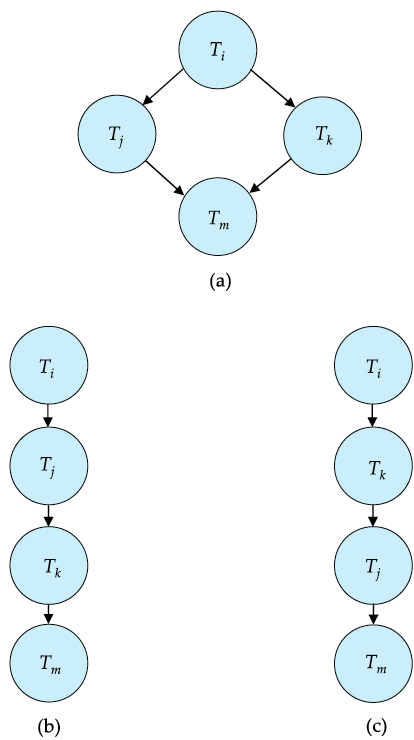 T_i
T_j T_k
T_m
(a)
T_i T_i
T_j T_k
T_k T_j
T_m T_m
(b) (c)